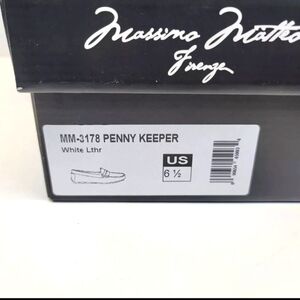 Massimo Matteo
Firenze
MM-3178 PENNY KEEPER
White Lthr
US
6 ½